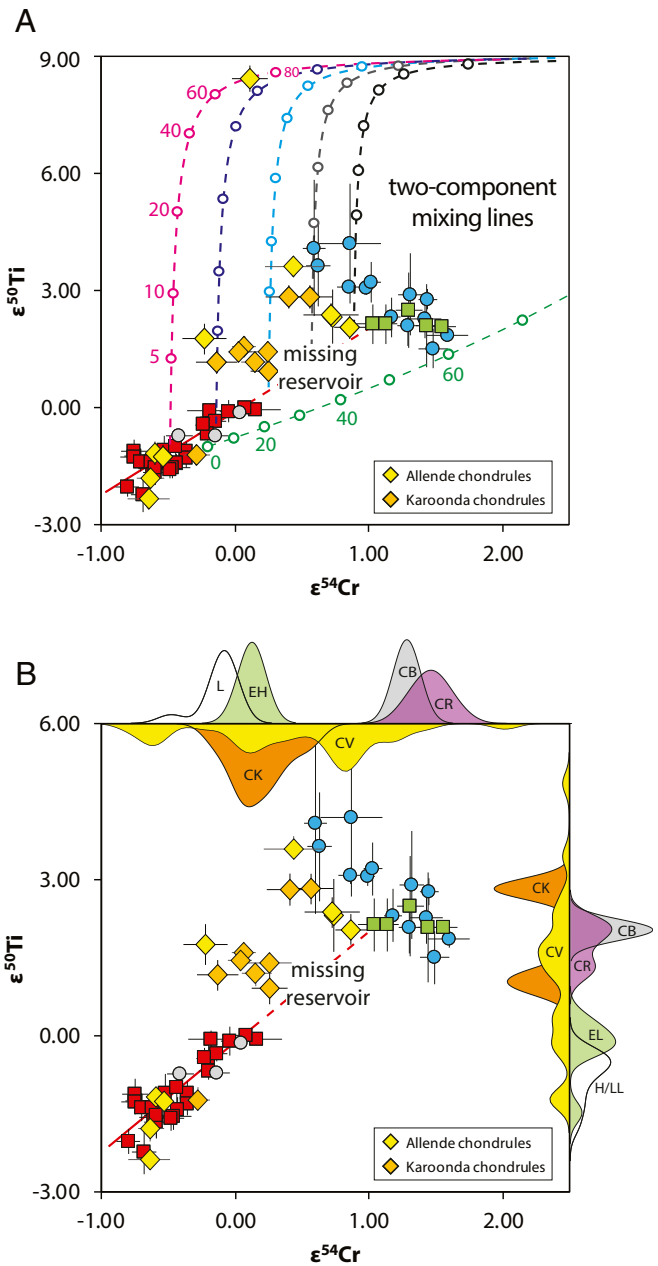 A
9.00
80
60
40
6.00
two-component
mixing lines
20
ε50Ti
3.00
10
missing
reservoir
5
60
0.00
40
20
0
Allende chondrules
Karoonda chondrules
-3.00
-1.00 0.00 1.00 2.00
ε54Cr
B
CB
L
EH
CR
6.00
CV
CK
3.00
CK
CB
CV
CR
ε50Ti
missing
reservoir
0.00
EL
H/LL
Allende chondrules
Karoonda chondrules
-3.00
-1.00 0.00 1.00 2.00
ε54Cr